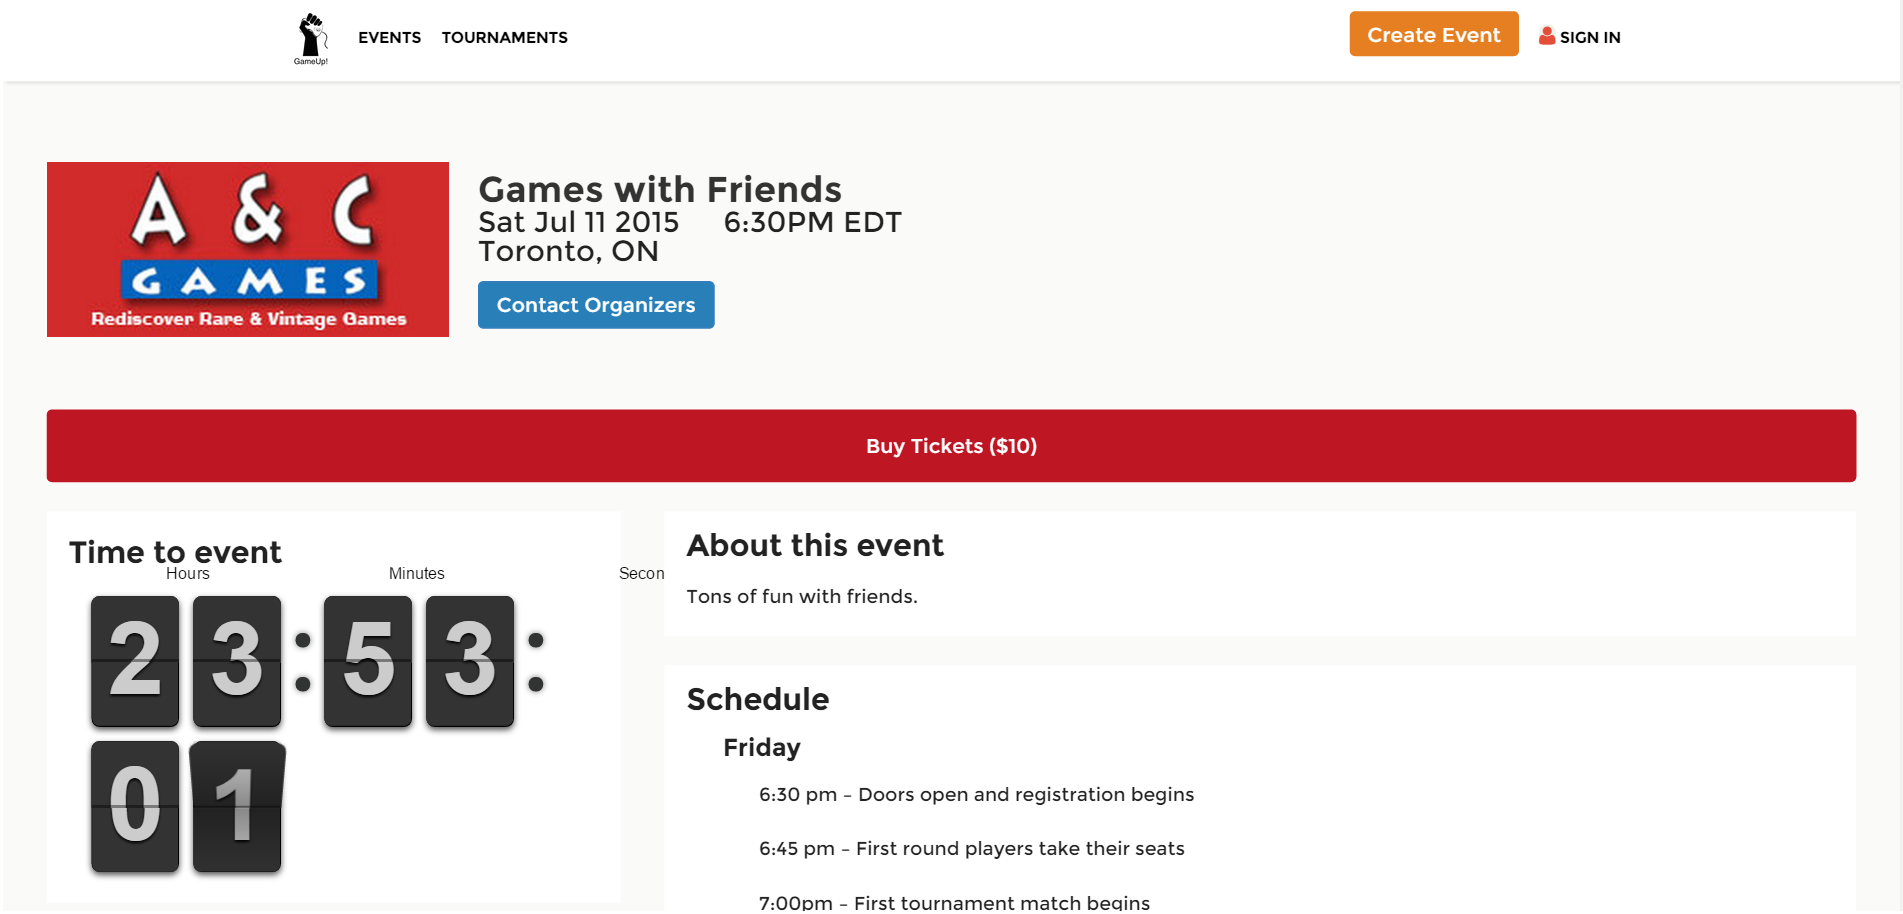 GameUp!
EVENTS TOURNAMENTS
Create Event
SIGN IN
A & C
GAMES
Rediscover Rare & Vintage Games
Games with Friends
Sat Jul 11 2015 6:30PM EDT
Toronto, ON
Contact Organizers
Buy Tickets ($10)
Time to event
Hours Minutes Secon
23:53:
01
About this event
Tons of fun with friends.
Schedule
Friday
6:30 pm – Doors open and registration begins
6:45 pm – First round players take their seats
7:00pm – First tournament match begins